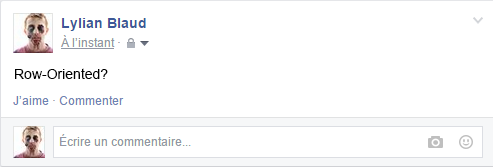 Lylian Blaud
À l'instant ·
Row-Oriented?
J'aime · Commenter
Écrire un commentaire...